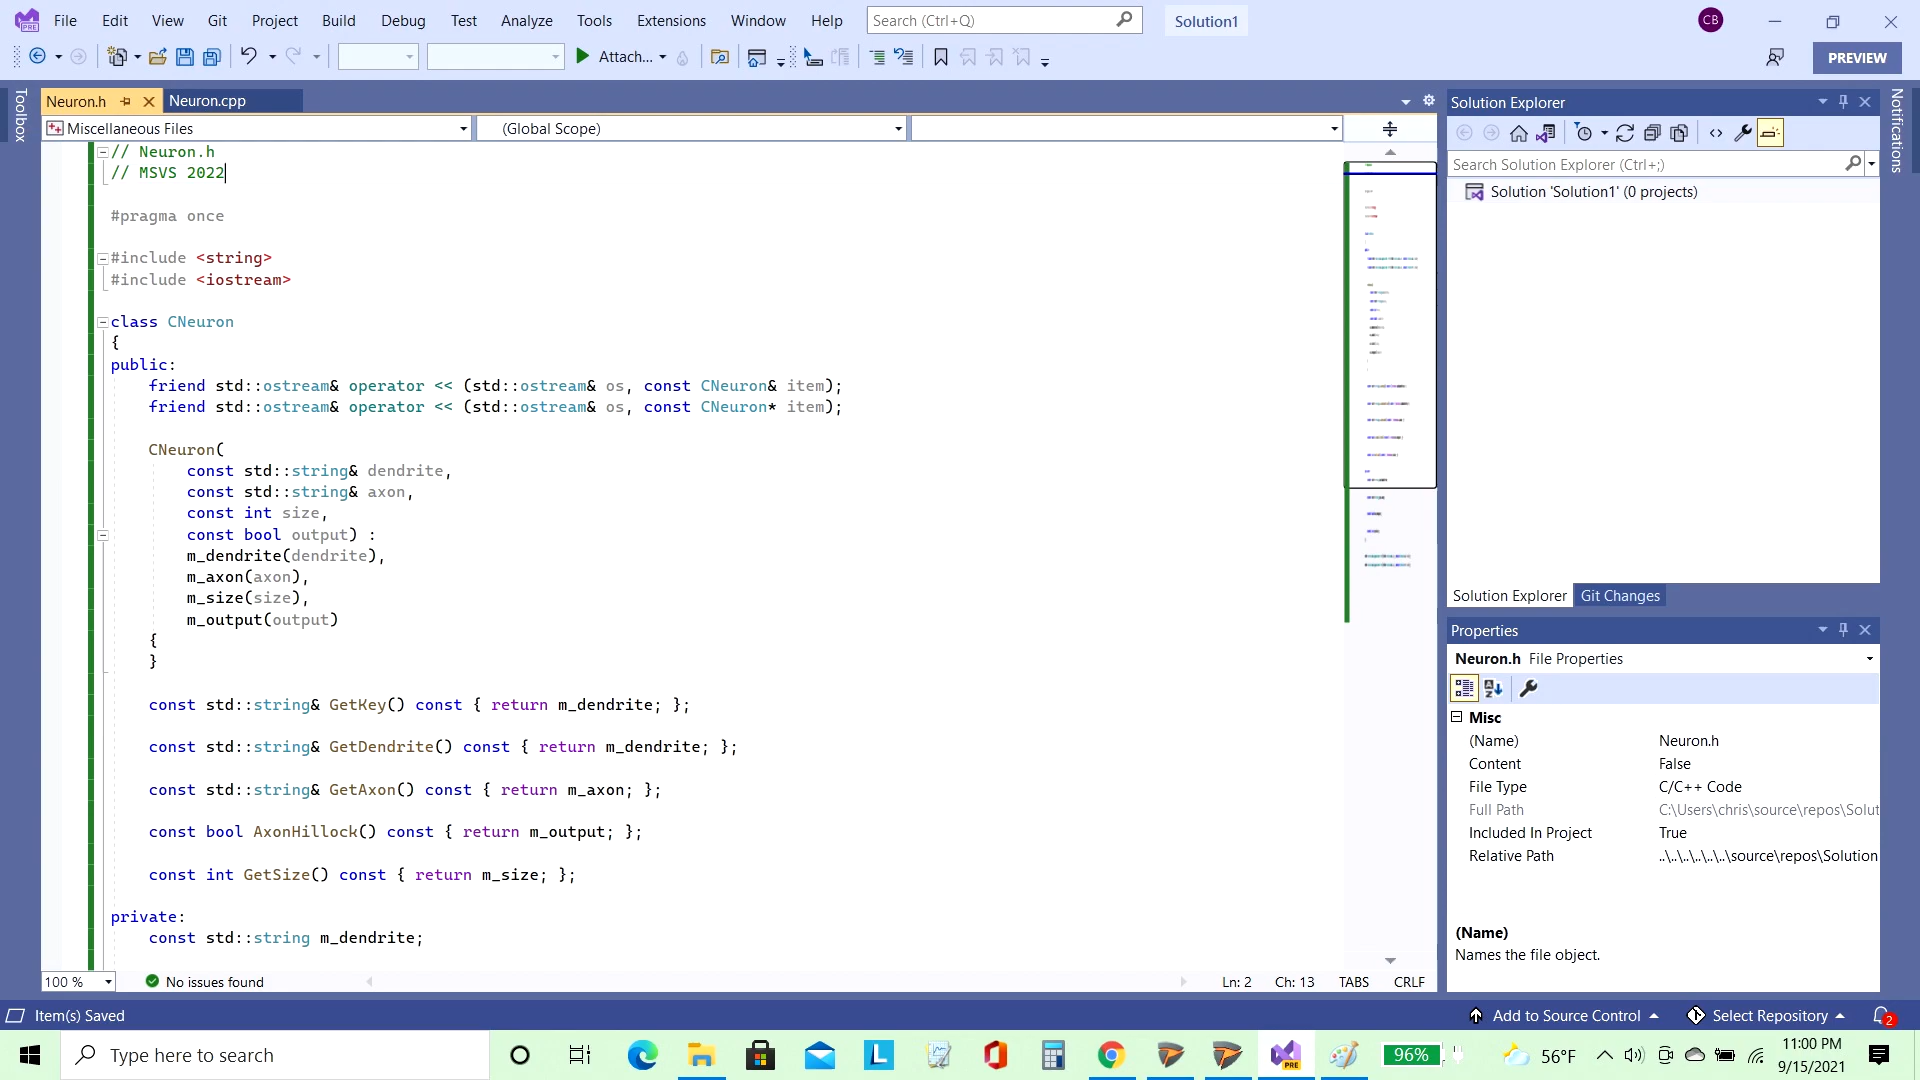 File Edit View Git Project Build Debug Test Analyze Tools Extensions Window Help Search (Ctrl+Q) Solution1 CB
Attach... PREVIEW
Toolbox
Neuron.h Neuron.cpp
Miscellaneous Files (Global Scope)
// Neuron.h
// MSVS 2022
#pragma once
#include <string>
#include <iostream>
class CNeuron
{
public:
friend std::ostream& operator << (std::ostream& os, const CNeuron& item);
friend std::ostream& operator << (std::ostream& os, const CNeuron* item);
CNeuron(
const std::string& dendrite,
const std::string& axon,
const int size,
const bool output) :
m_dendrite(dendrite),
m_axon(axon),
m_size(size),
m_output(output)
{
}
const std::string& GetKey() const { return m_dendrite; };
const std::string& GetDendrite() const { return m_dendrite; };
const std::string& GetAxon() const { return m_axon; };
const bool AxonHillock() const { return m_output; };
const int GetSize() const { return m_size; };
private:
const std::string m_dendrite;
100 % No issues found Ln: 2 Ch: 13 TABS CRLF
Solution Explorer
Search Solution Explorer (Ctrl+;)
Solution 'Solution1' (0 projects)
Solution Explorer Git Changes
Properties
Neuron.h File Properties
Misc
(Name) Neuron.h
Content False
File Type C/C++ Code
Full Path C:\Users\chris\source\repos\Solut
Included In Project True
Relative Path ..\..\..\..\..\..\source\repos\Solution
(Name)
Names the file object.
Notifications
Item(s) Saved Add to Source Control Select Repository 2
Type here to search L PRE 96% 56°F 11:00 PM
9/15/2021